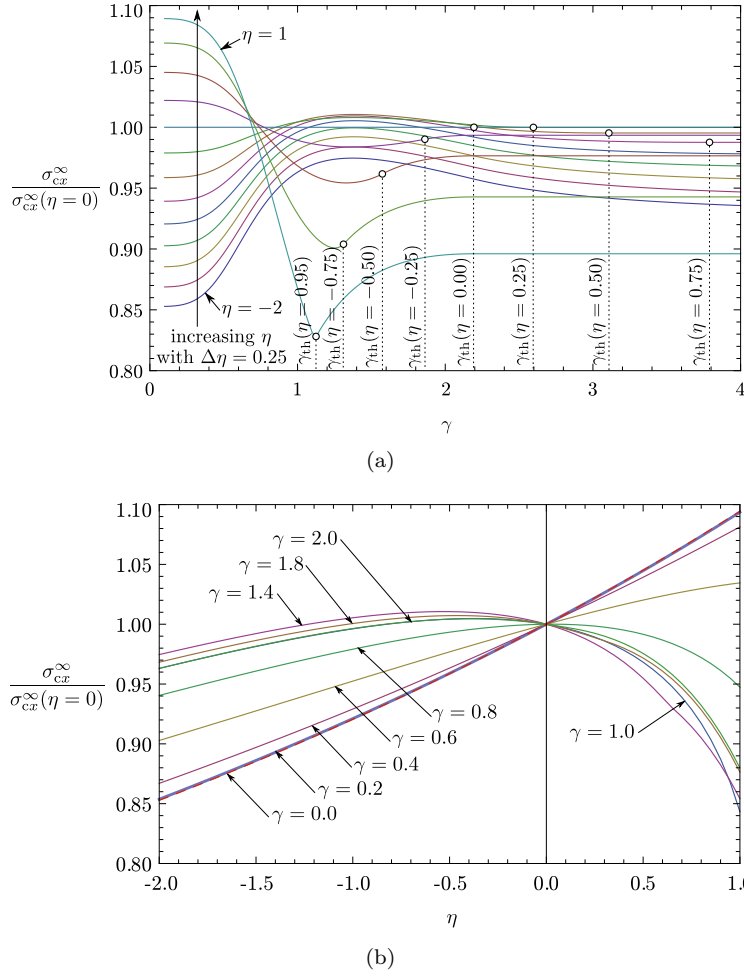 1.10
1.05
1.00
0.95
0.90
0.85
0.80
σ∞cx
σ∞cx(η = 0)
η = 1
η = −2
increasing η
with Δη = 0.25
γth(η = 0.95)
γth(η = −0.75)
γth(η = −0.50)
γth(η = −0.25)
γth(η = 0.00)
γth(η = 0.25)
γth(η = 0.50)
γth(η = 0.75)
0 1 2 3 4
γ
(a)
1.10
1.05
1.00
0.95
0.90
0.85
0.80
σ∞cx
σ∞cx(η = 0)
γ = 2.0
γ = 1.8
γ = 1.4
γ = 0.8
γ = 0.6
γ = 0.4
γ = 0.2
γ = 0.0
γ = 1.0
-2.0 -1.5 -1.0 -0.5 0.0 0.5 1.0
η
(b)